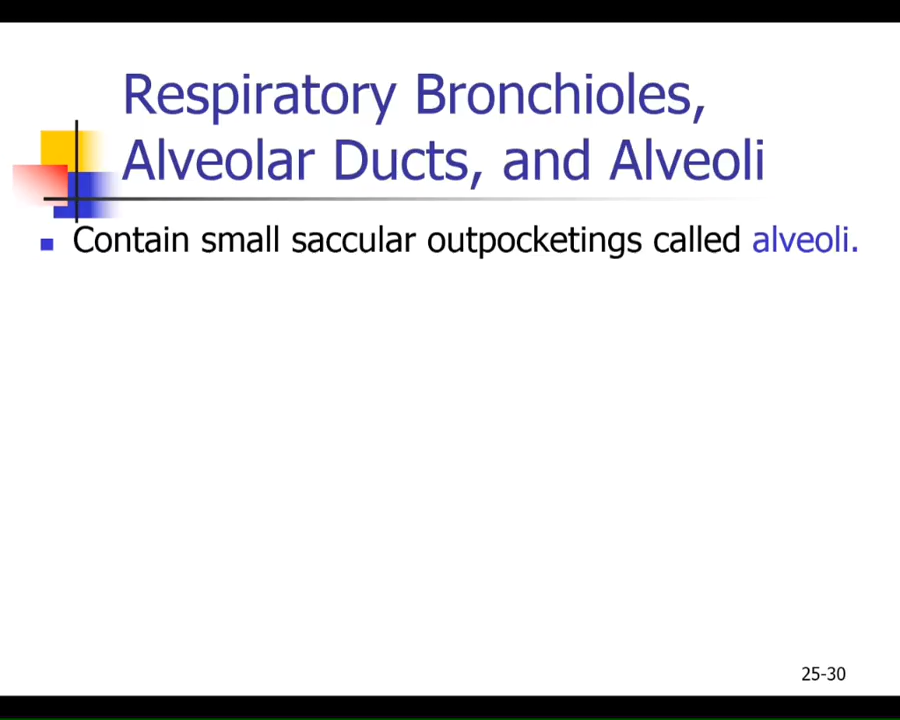 Respiratory Bronchioles,
Alveolar Ducts, and Alveoli
Contain small saccular outpocketings called alveoli.
25-30